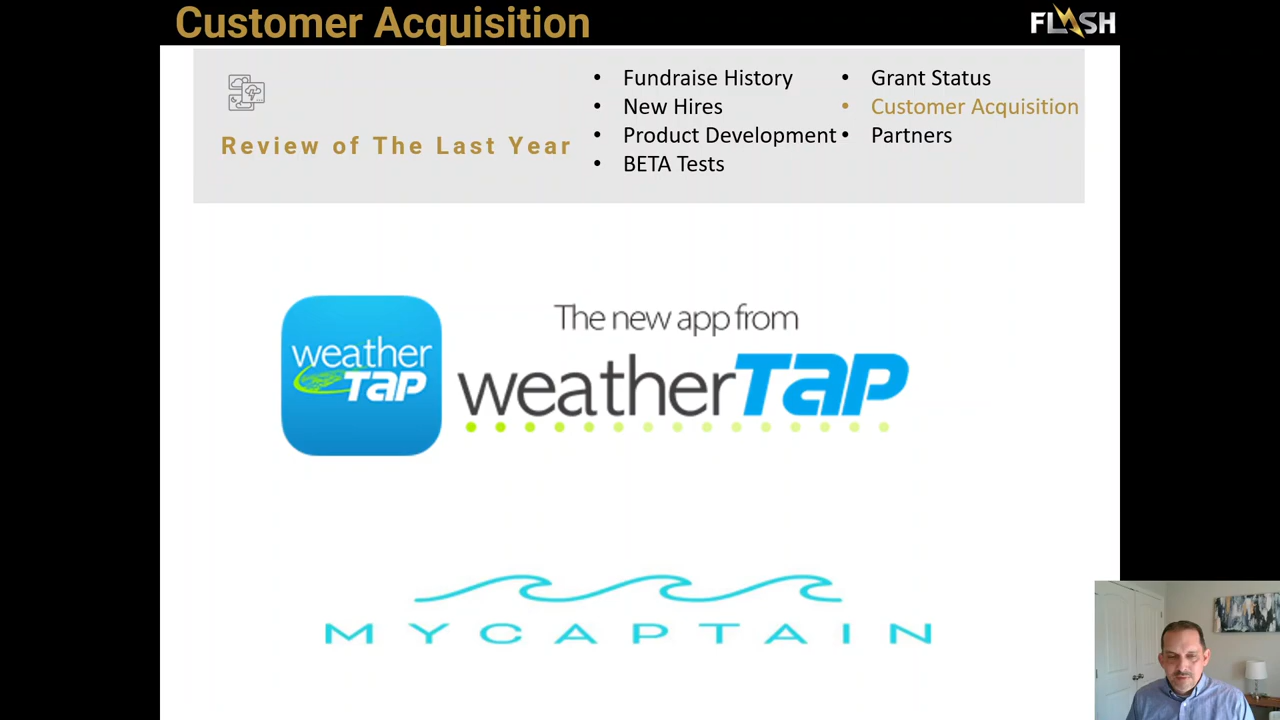 Customer Acquisition
FLASH
• Fundraise History
• New Hires
• Product Development
• BETA Tests
• Grant Status
• Customer Acquisition
• Partners
Review of The Last Year
weather
TAP
The new app from
weatherTAP
MYCAPTAIN